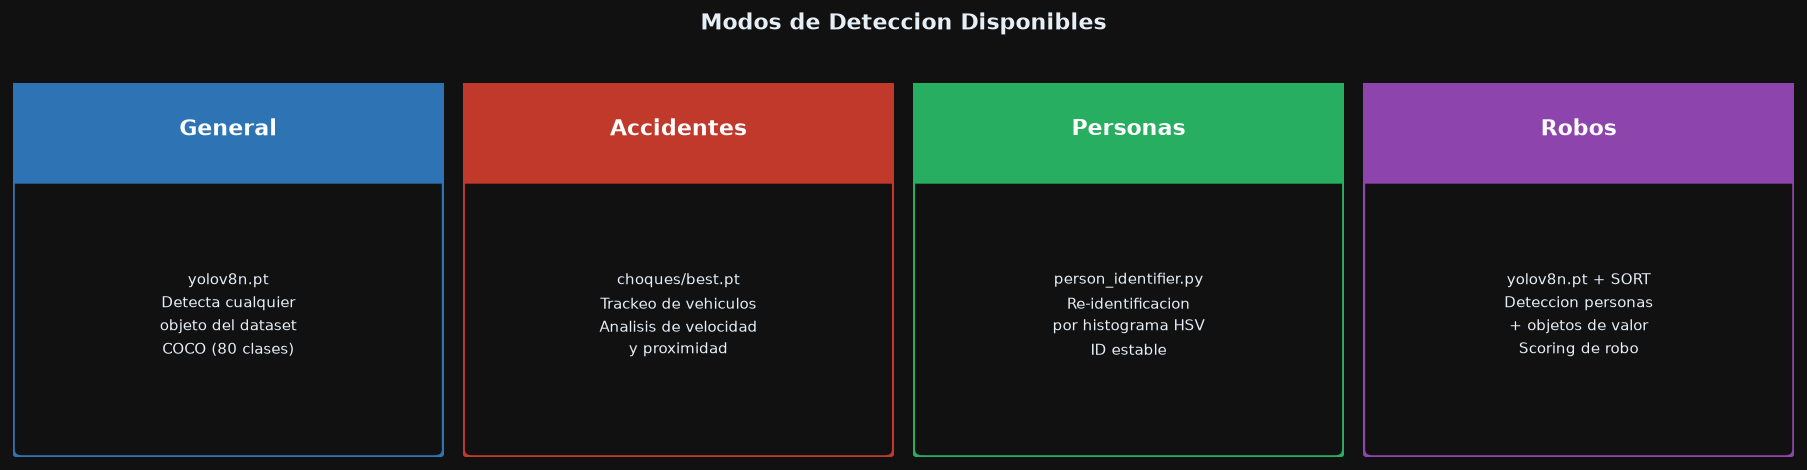 Modos de Deteccion Disponibles
General
yolov8n.pt
Detecta cualquier
objeto del dataset
COCO (80 clases)
Accidentes
choques/best.pt
Trackeo de vehiculos
Analisis de velocidad
y proximidad
Personas
person_identifier.py
Re-identificacion
por histograma HSV
ID estable
Robos
yolov8n.pt + SORT
Deteccion personas
+ objetos de valor
Scoring de robo